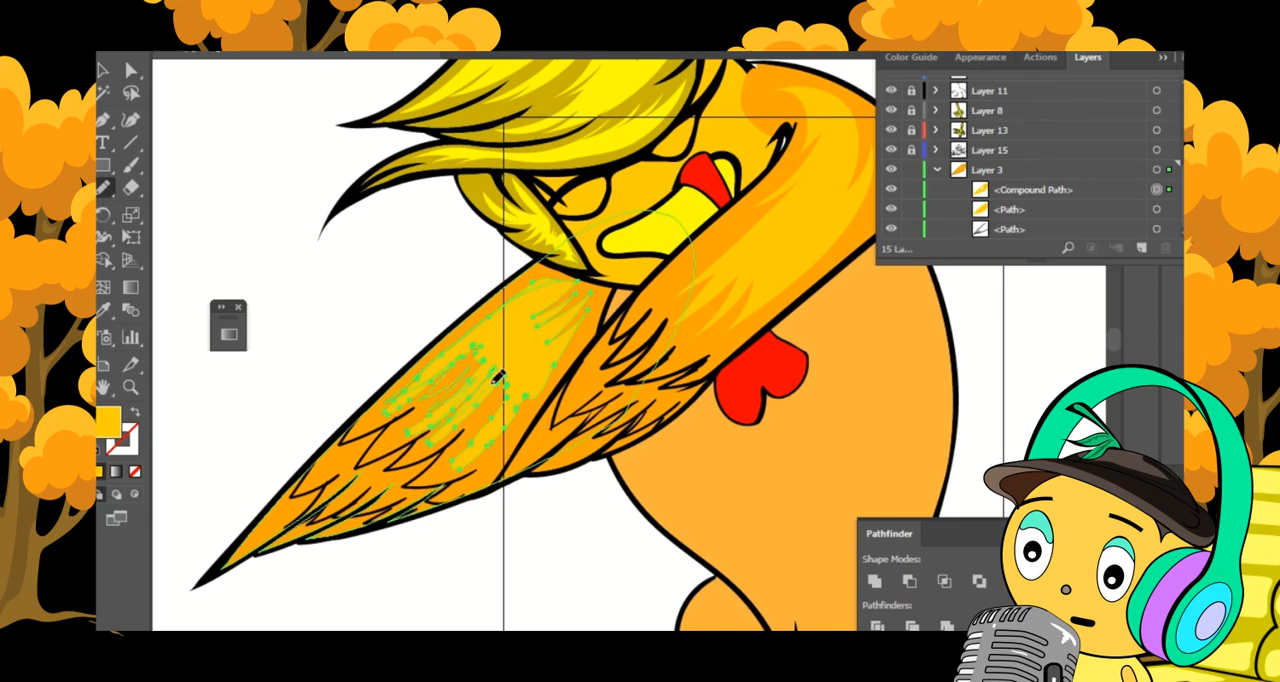 Color Guide Appearance Actions Layers
Layer 11
Layer 8
Layer 13
Layer 15
Layer 3
<Compound Path>
<Path>
<Path>
15 La...
Pathfinder
Shape Modes:
Pathfinders: